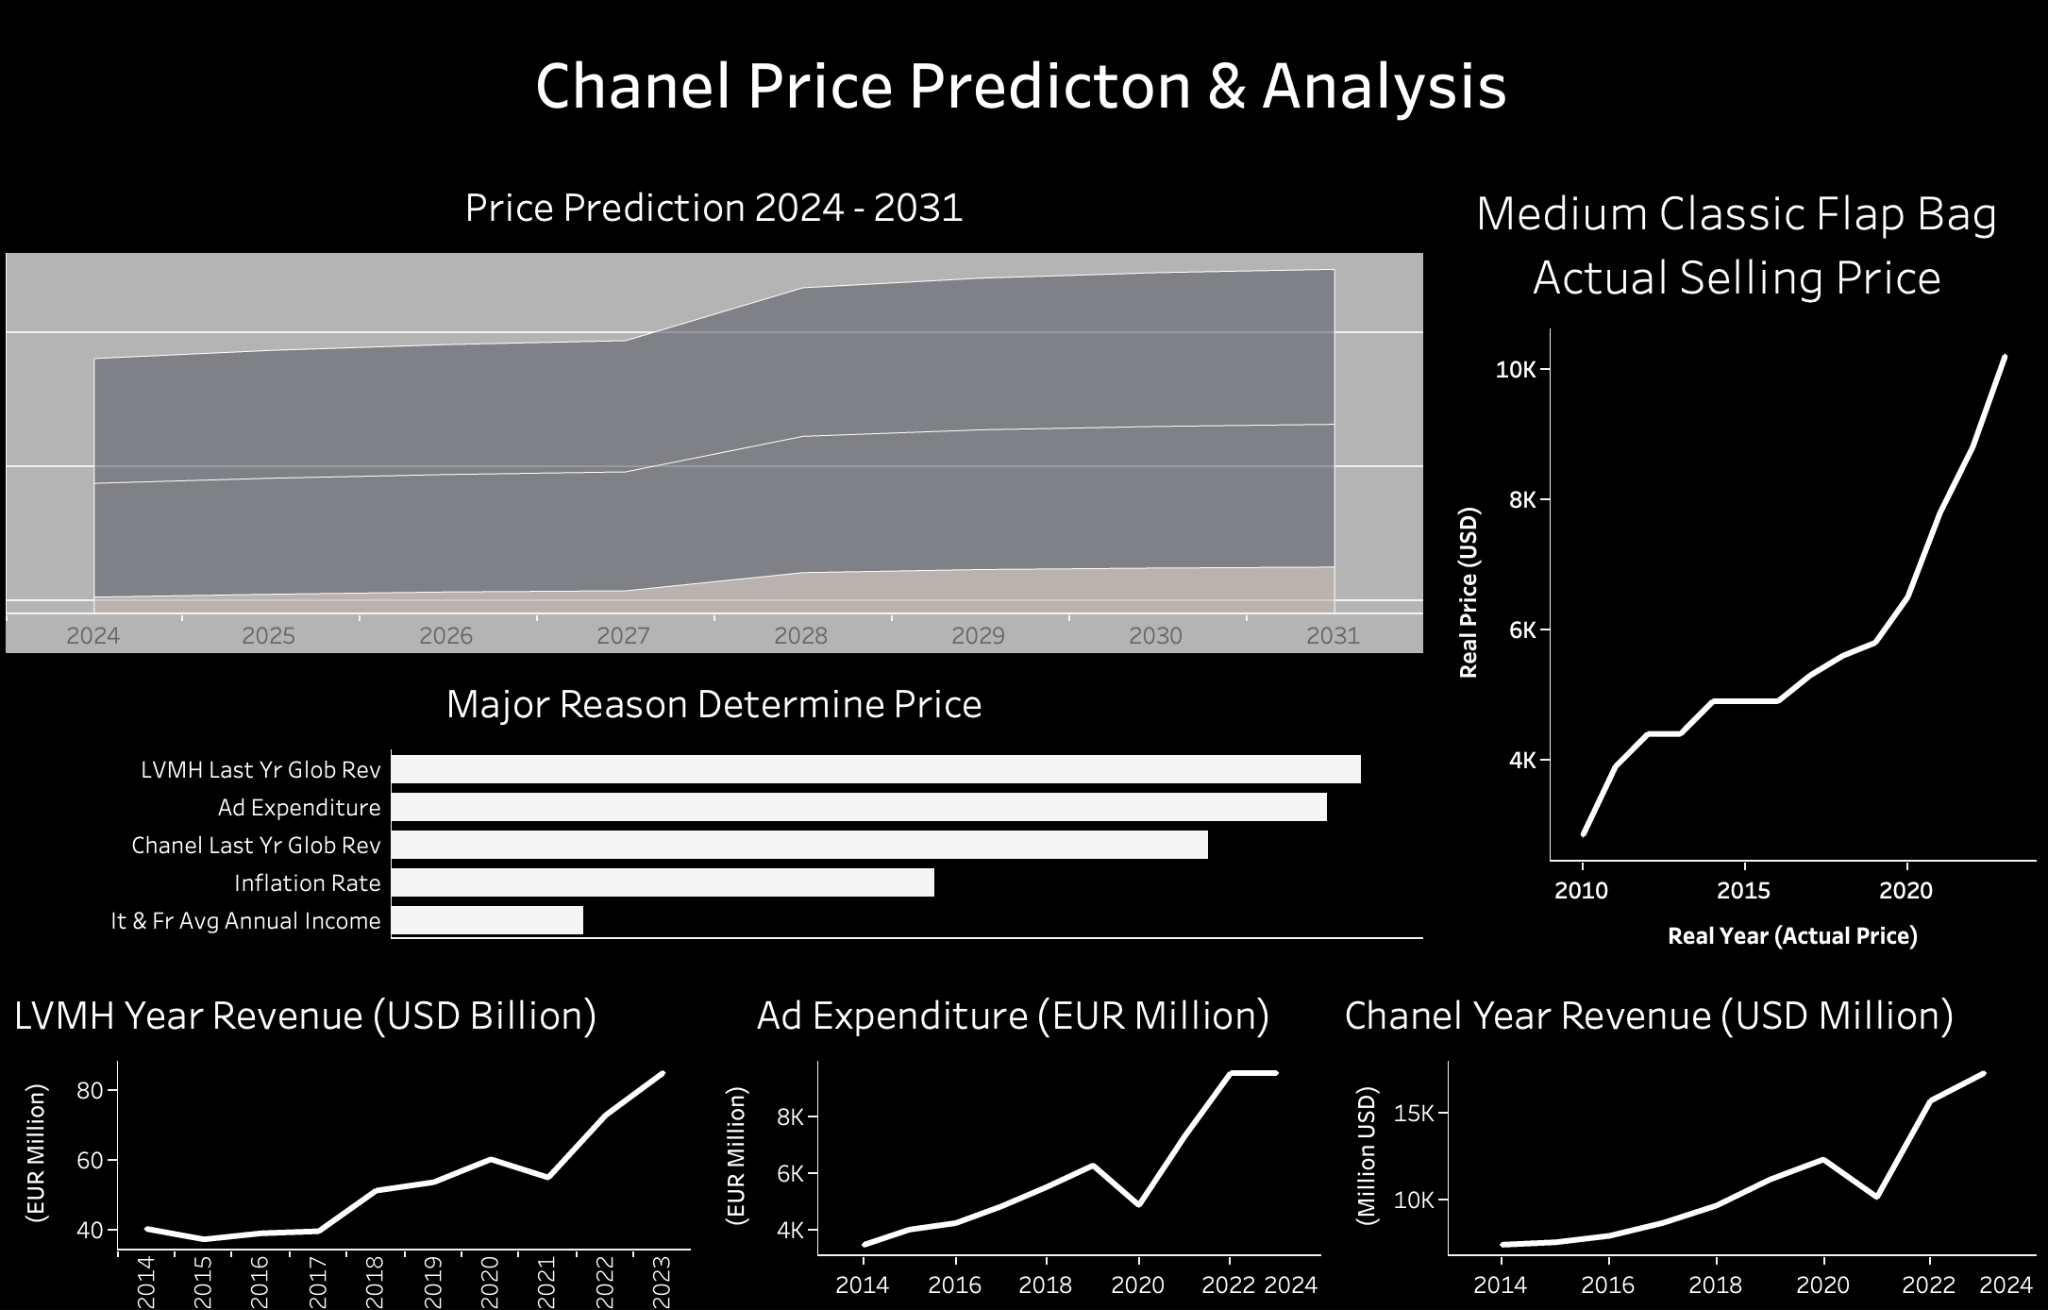 Chanel Price Predicton & Analysis
Price Prediction 2024 - 2031
2024 2025 2026 2027 2028 2029 2030 2031
Medium Classic Flap Bag
Actual Selling Price
Real Price (USD)
10K
8K
6K
4K
2010 2015 2020
Real Year (Actual Price)
Major Reason Determine Price
LVMH Last Yr Glob Rev
Ad Expenditure
Chanel Last Yr Glob Rev
Inflation Rate
It & Fr Avg Annual Income
LVMH Year Revenue (USD Billion)
(EUR Million)
80
60
40
2014 2015 2016 2017 2018 2019 2020 2021 2022 2023
Ad Expenditure (EUR Million)
(EUR Million)
8K
6K
4K
2014 2016 2018 2020 2022 2024
Chanel Year Revenue (USD Million)
(Million USD)
15K
10K
2014 2016 2018 2020 2022 2024